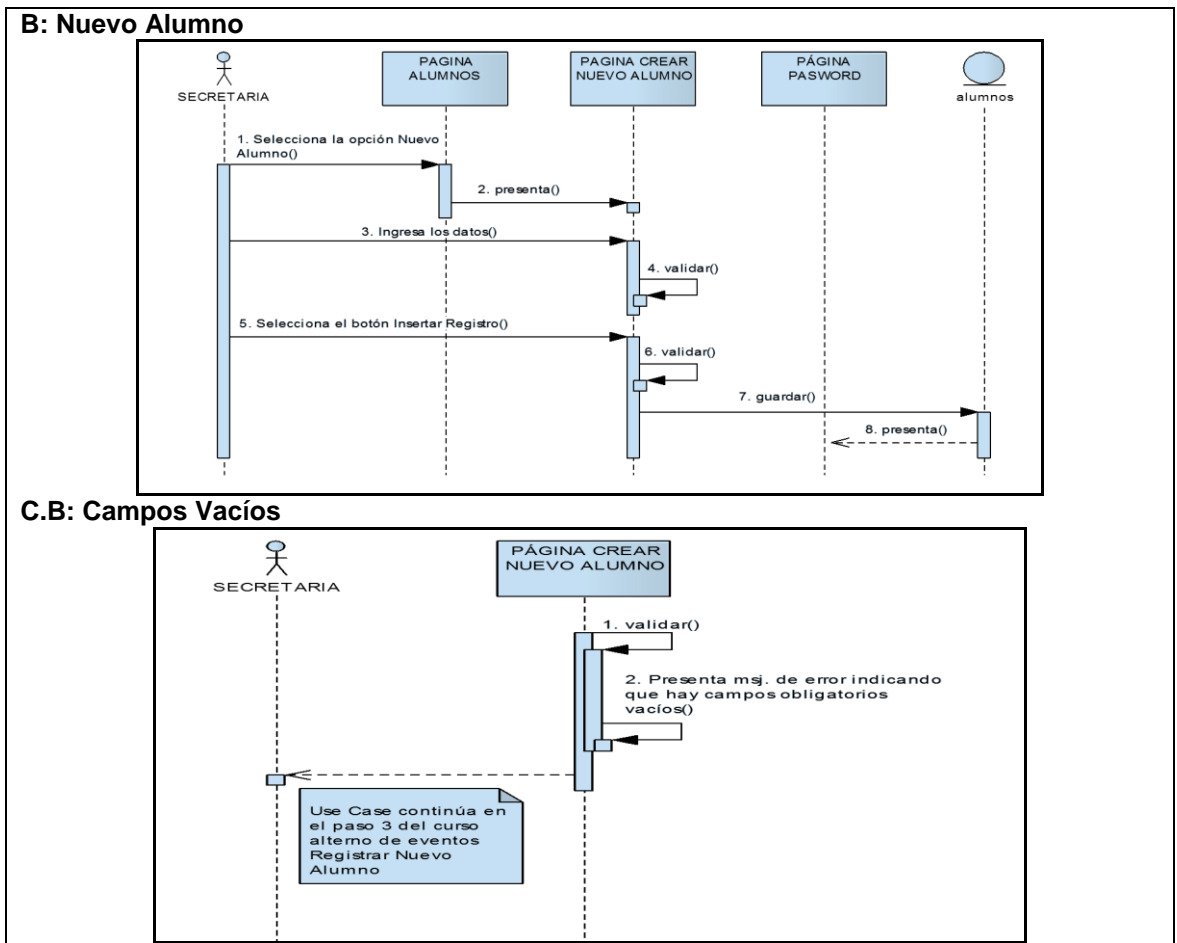 B: Nuevo Alumno
SECRETARIA
PAGINA
ALUMNOS
PAGINA CREAR
NUEVO ALUMNO
PÁGINA
PASWORD
alumnos
1. Selecciona la opción Nuevo
Alumno()
2. presenta()
3. Ingresa los datos()
4. validar()
5. Selecciona el botón Insertar Registro()
6. validar()
7. guardar()
8. presenta()
C.B: Campos Vacíos
SECRETARIA
PÁGINA CREAR
NUEVO ALUMNO
1. validar()
2. Presenta msj. de error indicando
que hay campos obligatorios
vacíos()
Use Case continúa en
el paso 3 del curso
alterno de eventos
Registrar Nuevo
Alumno